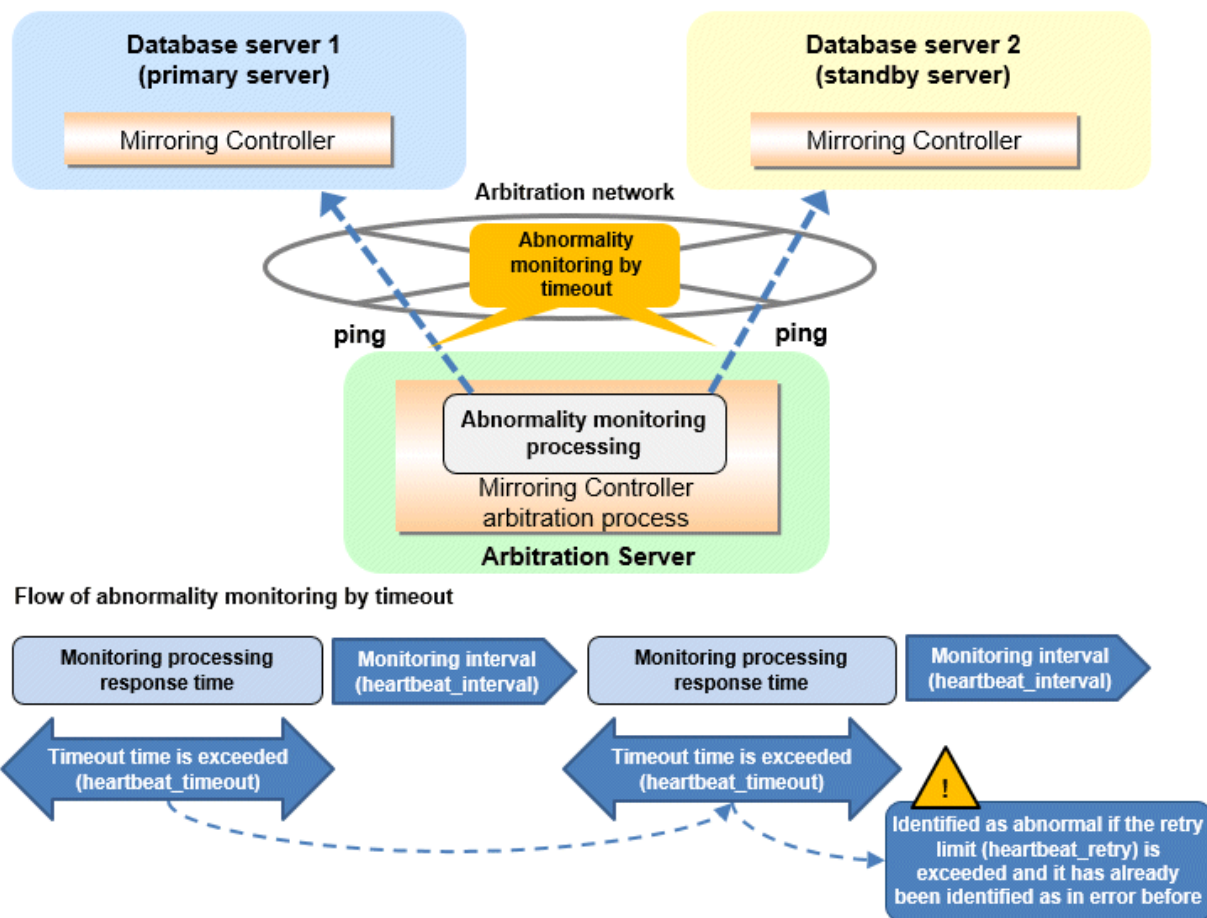 Database server 1
(primary server)
Mirroring Controller
Database server 2
(standby server)
Mirroring Controller
Arbitration network
Abnormality
monitoring by
timeout
ping
ping
Abnormality monitoring
processing
Mirroring Controller
arbitration process
Arbitration Server
Flow of abnormality monitoring by timeout
Monitoring processing
response time
Monitoring interval
(heartbeat_interval)
Monitoring processing
response time
Monitoring interval
(heartbeat_interval)
Timeout time is exceeded
(heartbeat_timeout)
Timeout time is exceeded
(heartbeat_timeout)
!
Identified as abnormal if the retry
limit (heartbeat_retry) is
exceeded and it has already
been identified as in error before